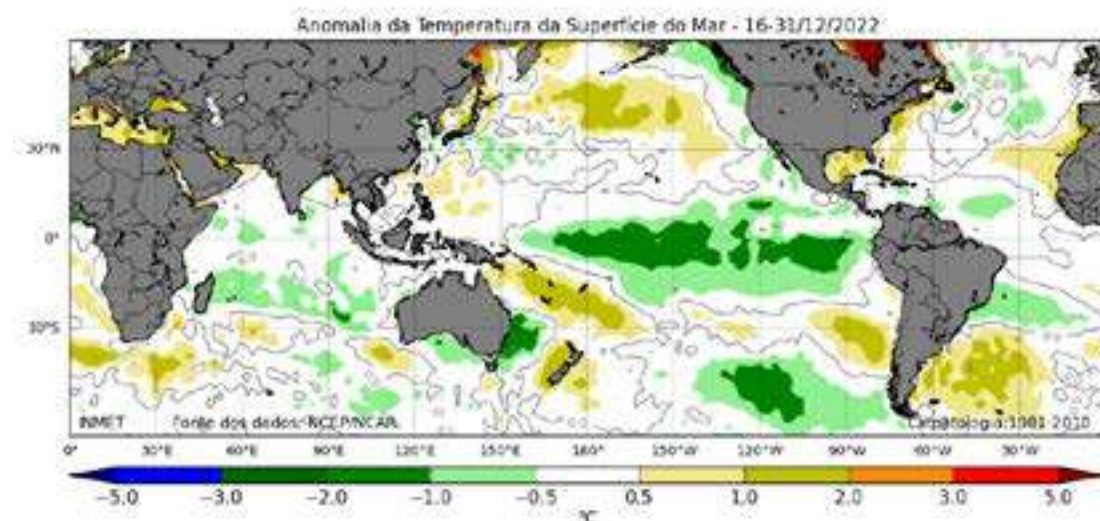 Anomalia da Temperatura da Superfície do Mar - 16-31/12/2022
30°N
0°
30°S
INMET Fonte dos dados: NCEP/NCAR Climatologia:1981-2010
0° 30°E 60°E 90°E 120°E 150°E 180° 150°W 120°W 90°W 60°W 30°W
−5.0 −3.0 −2.0 −1.0 −0.5 0.5 1.0 2.0 3.0 5.0
°C